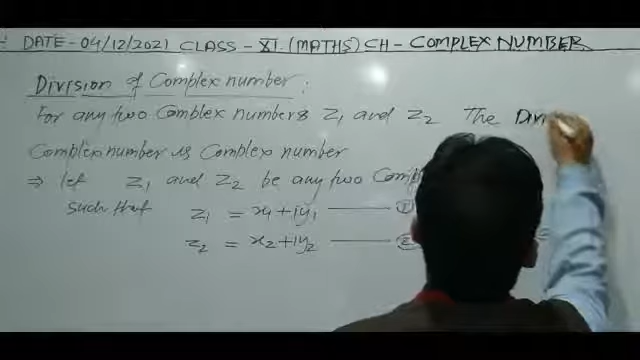 DATE - 04/12/2021 CLASS - XI (MATHS) CH - COMPLEX NUMBER
Division of Complex number :
For any two Complex numbers Z₁ and Z₂ The Divi
Complex number is Complex number
⇒ let Z₁ and Z₂ be any two Comp
such that Z₁ = x₁ + iy₁ —— ①
Z₂ = x₂ + iy₂ —— ②